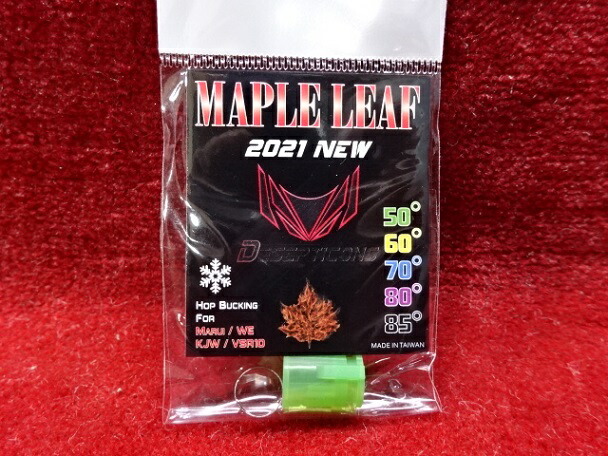 MAPLE LEAF
2021 NEW
DECEPTICONS
50°
60°
70°
80°
85°
HOP BUCKING
FOR
MARUI / WE
KJW / VSR10
MADE IN TAIWAN